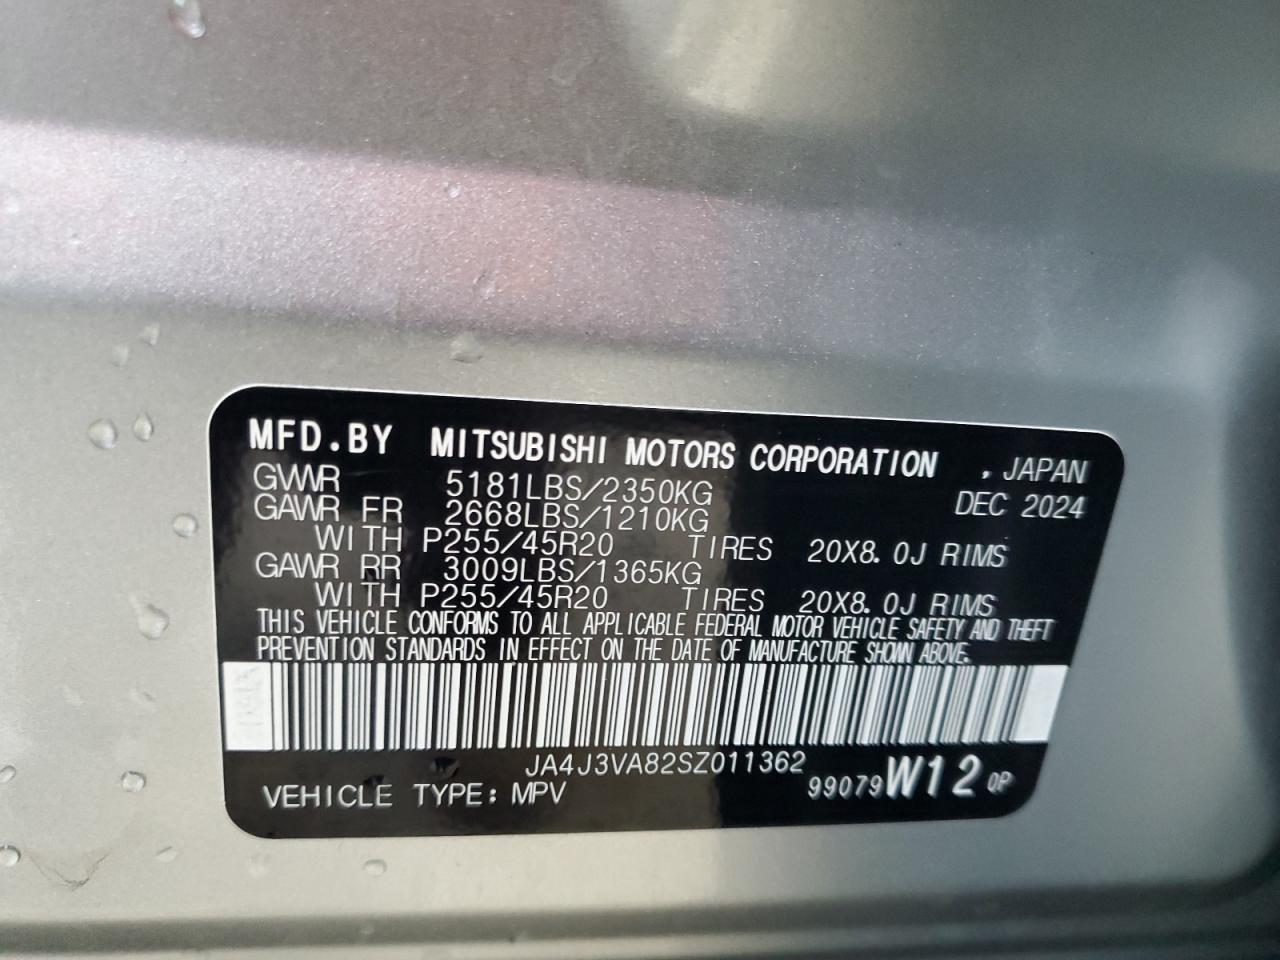 MFD.BY MITSUBISHI MOTORS CORPORATION , JAPAN
GVWR 5181LBS/2350KG DEC 2024
GAWR FR 2668LBS/1210KG
WITH P255/45R20 TIRES 20X8.0J RIMS
GAWR RR 3009LBS/1365KG
WITH P255/45R20 TIRES 20X8.0J RIMS
THIS VEHICLE CONFORMS TO ALL APPLICABLE FEDERAL MOTOR VEHICLE SAFETY AND THEFT
PREVENTION STANDARDS IN EFFECT ON THE DATE OF MANUFACTURE SHOWN ABOVE.
JA4J3VA82SZ011362
VEHICLE TYPE: MPV 99079W120P